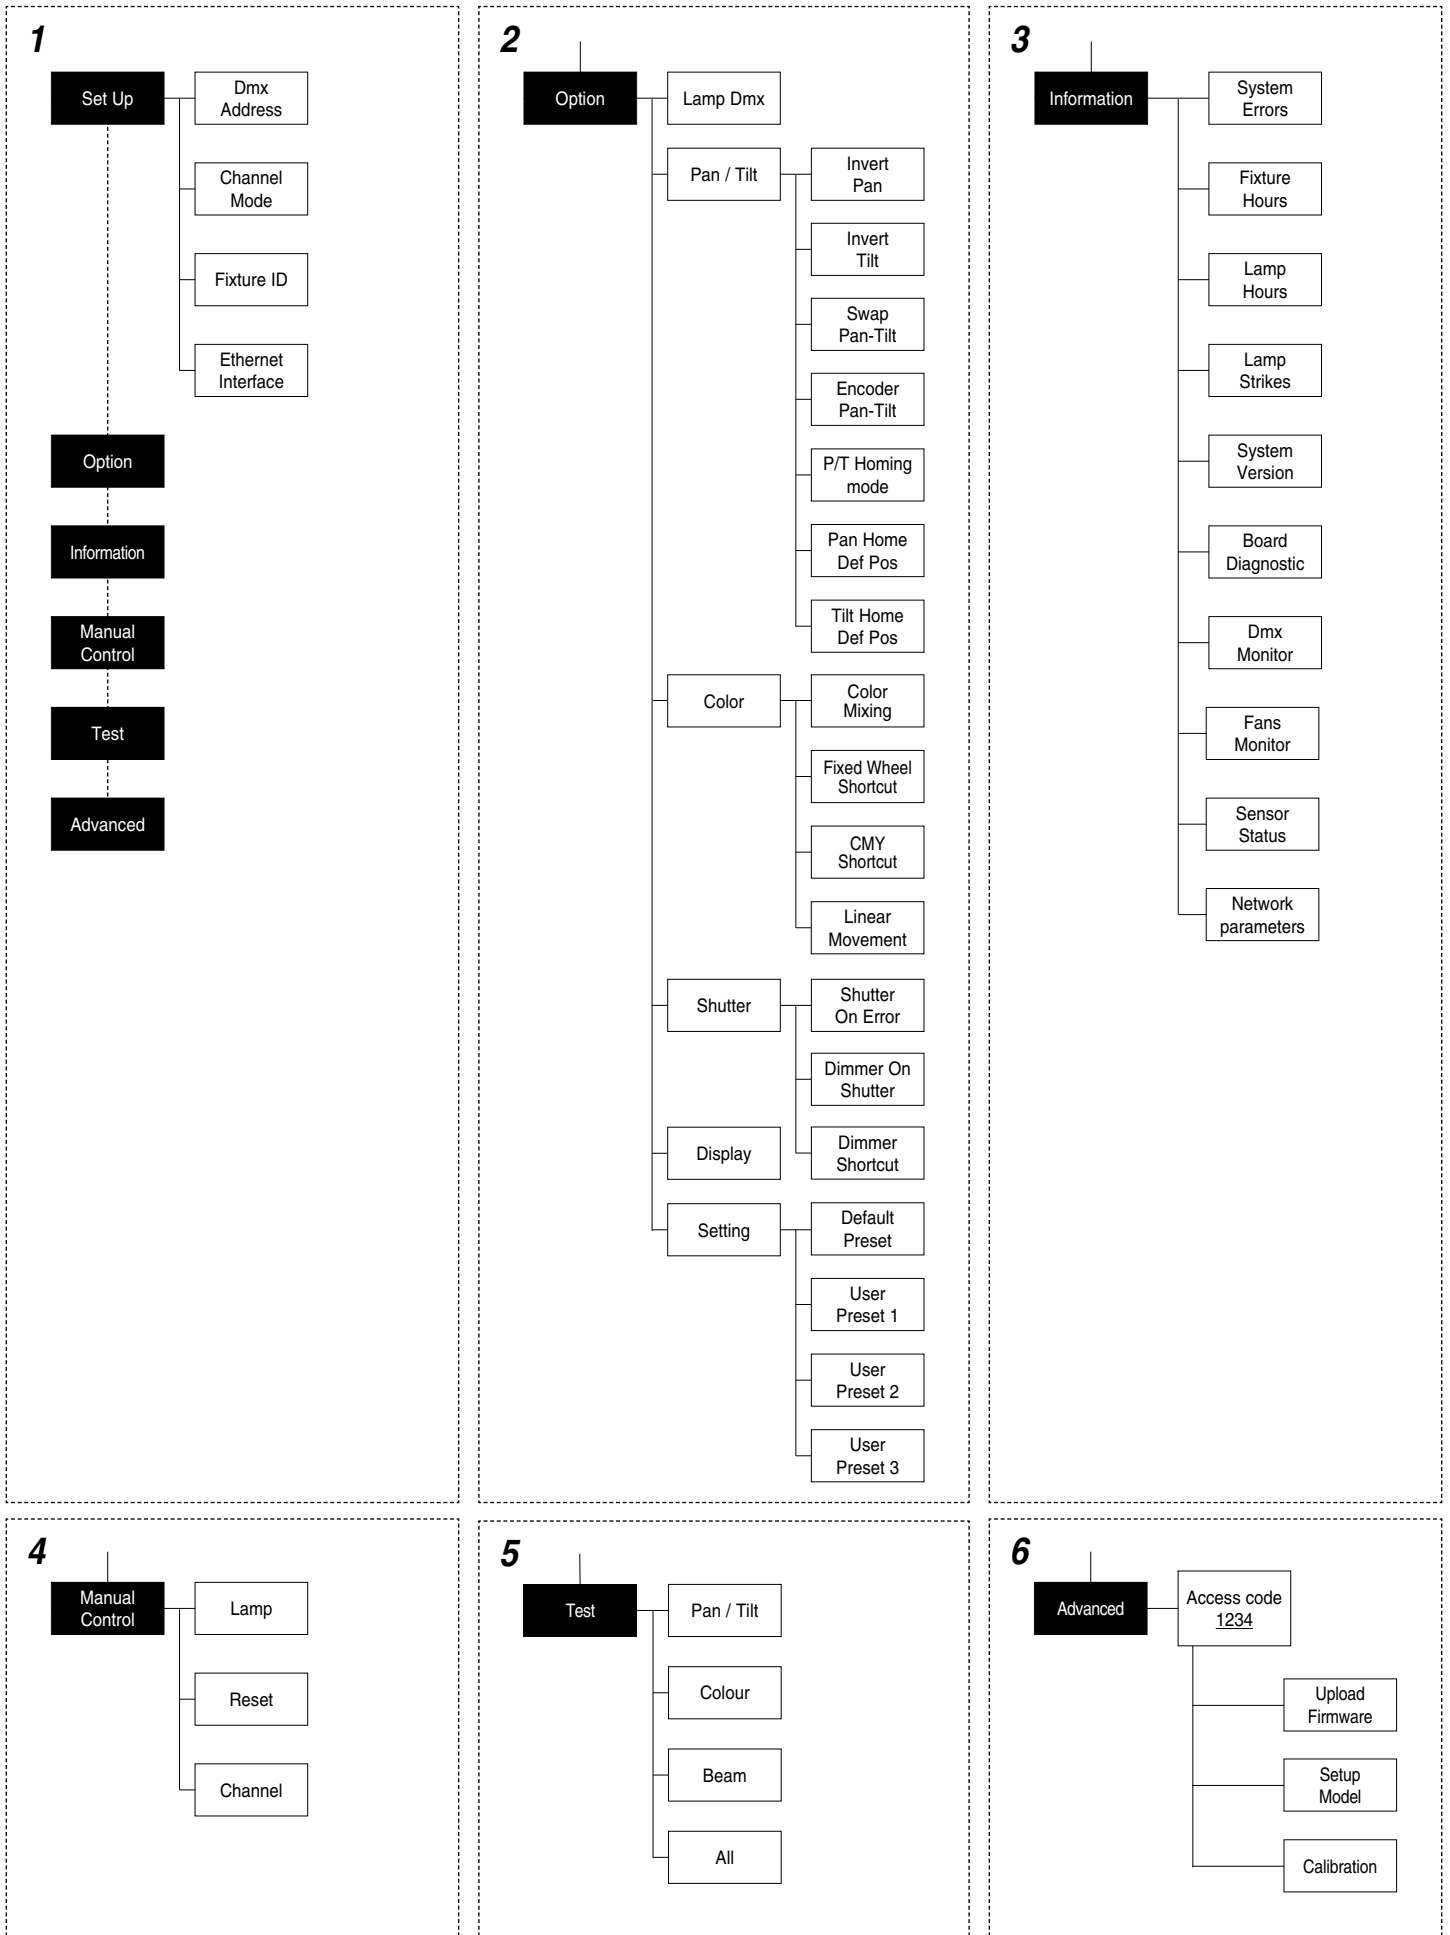 1
Set Up
Dmx
Address
Channel
Mode
Fixture ID
Ethernet
Interface
Option
Information
Manual
Control
Test
Advanced
2
Option
Lamp Dmx
Pan / Tilt
Invert
Pan
Invert
Tilt
Swap
Pan-Tilt
Encoder
Pan-Tilt
P/T Homing
mode
Pan Home
Def Pos
Tilt Home
Def Pos
Color
Color
Mixing
Fixed Wheel
Shortcut
CMY
Shortcut
Linear
Movement
Shutter
Shutter
On Error
Dimmer On
Shutter
Dimmer
Shortcut
Display
Setting
Default
Preset
User
Preset 1
User
Preset 2
User
Preset 3
3
Information
System
Errors
Fixture
Hours
Lamp
Hours
Lamp
Strikes
System
Version
Board
Diagnostic
Dmx
Monitor
Fans
Monitor
Sensor
Status
Network
parameters
4
Manual
Control
Lamp
Reset
Channel
5
Test
Pan / Tilt
Colour
Beam
All
6
Advanced
Access code
1234
Upload
Firmware
Setup
Model
Calibration